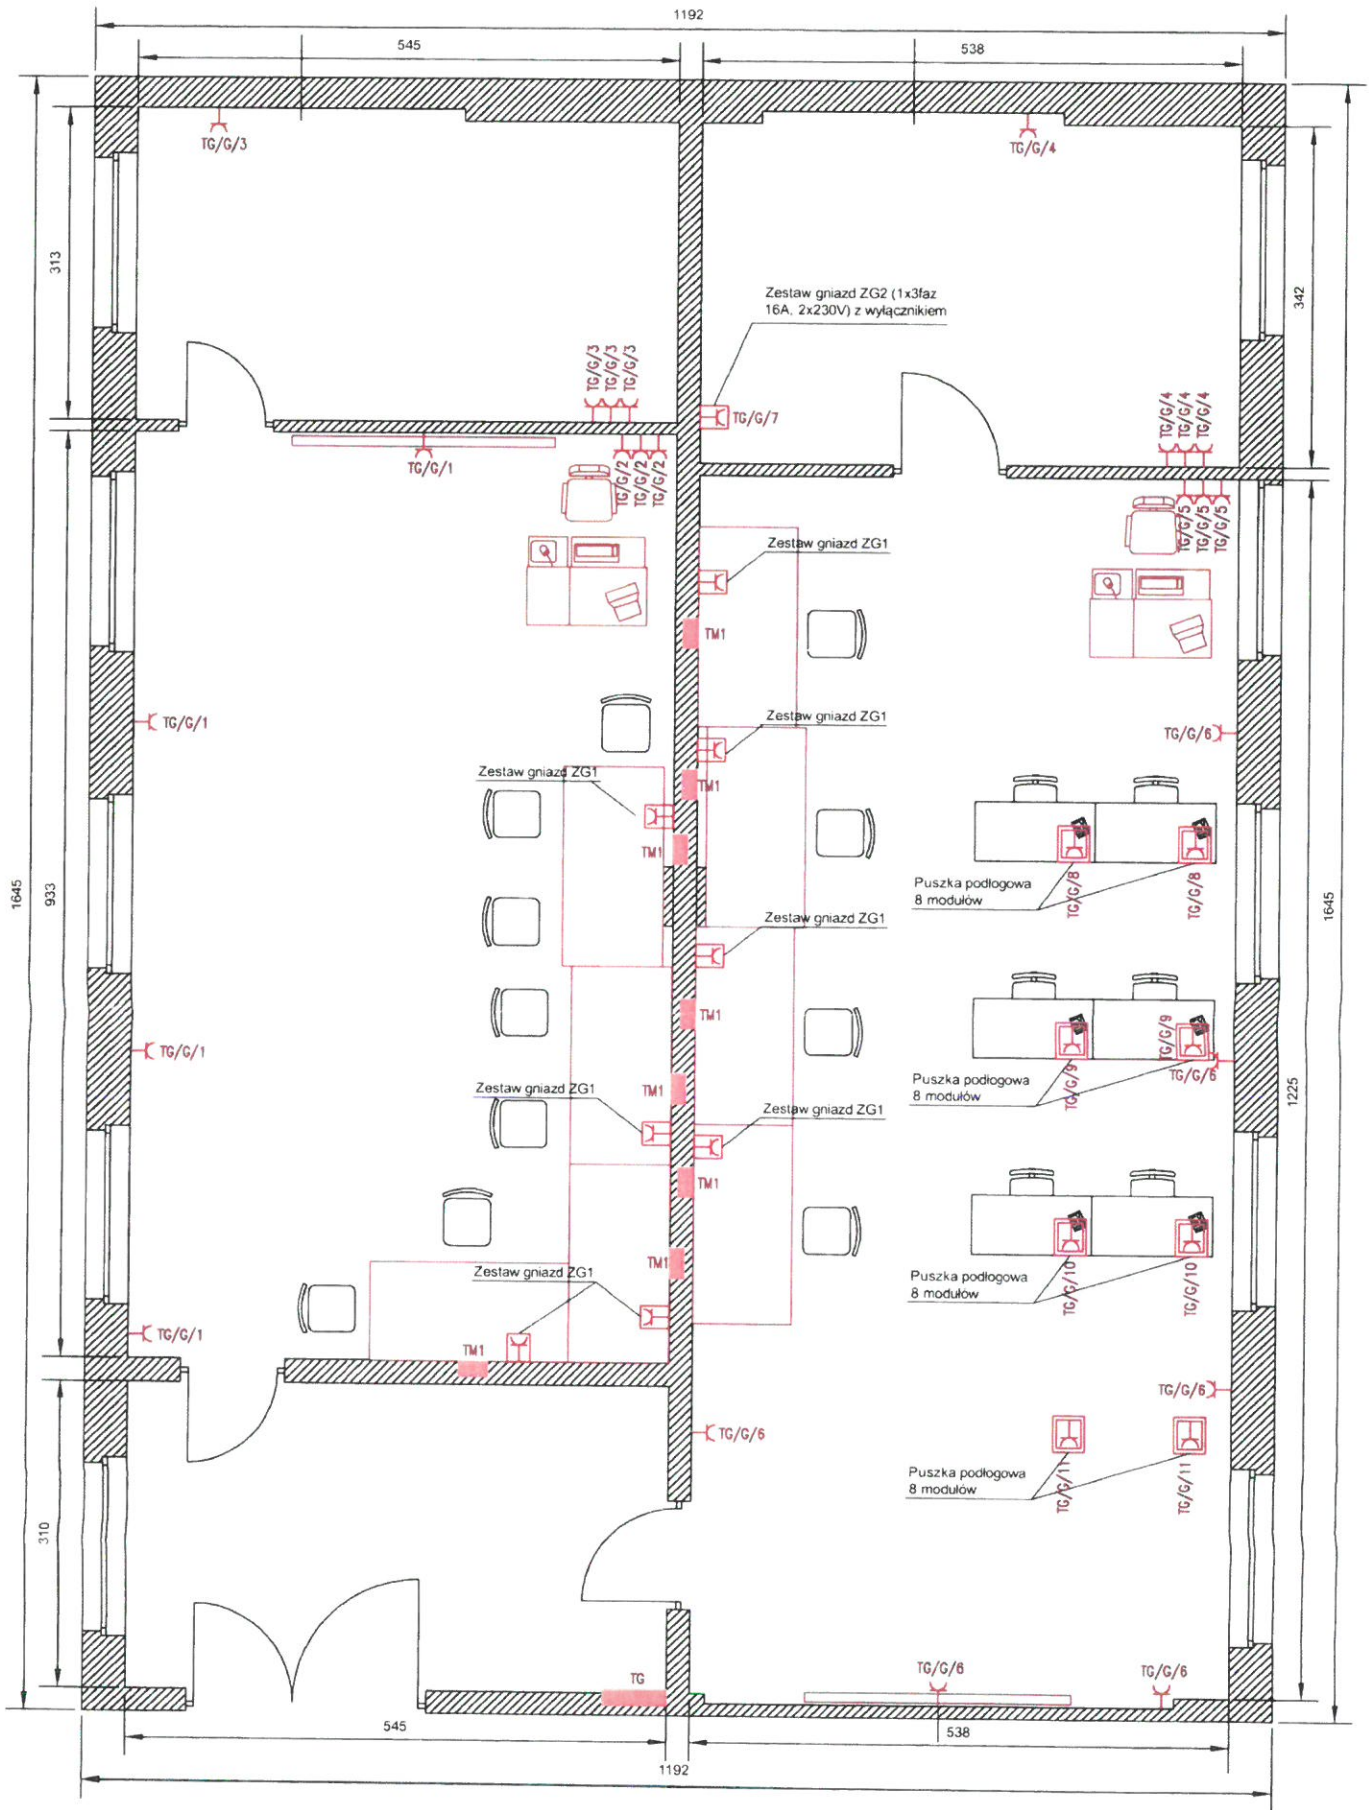 1192
545
538
TG/G/3
TG/G/4
313
342
Zestaw gniazd ZG2 (1x3faz
16A, 2x230V) z wyłącznikiem
TG/G/3
TG/G/3
TG/G/3
TG/G/7
TG/G/4
TG/G/4
TG/G/4
TG/G/1
TG/G/2
TG/G/2
TG/G/2
TG/G/5
TG/G/5
TG/G/5
Zestaw gniazd ZG1
TM1
TG/G/1
Zestaw gniazd ZG1
TG/G/6
Zestaw gniazd ZG1
TM1
TM1
1645
933
Puszka podłogowa
8 modułów
TG/G/8
TG/G/8
1645
Zestaw gniazd ZG1
TM1
TG/G/1
TG/G/9
TG/G/9
TG/G/6
Puszka podłogowa
8 modułów
1225
Zestaw gniazd ZG1
TM1
Zestaw gniazd ZG1
TM1
TM1
Zestaw gniazd ZG1
Puszka podłogowa
8 modułów
TG/G/10
TG/G/10
TG/G/1
TM1
TG/G/6
TG/G/6
Puszka podłogowa
8 modułów
TG/G/11
TG/G/11
310
TG
TG/G/6
TG/G/6
545
538
1192